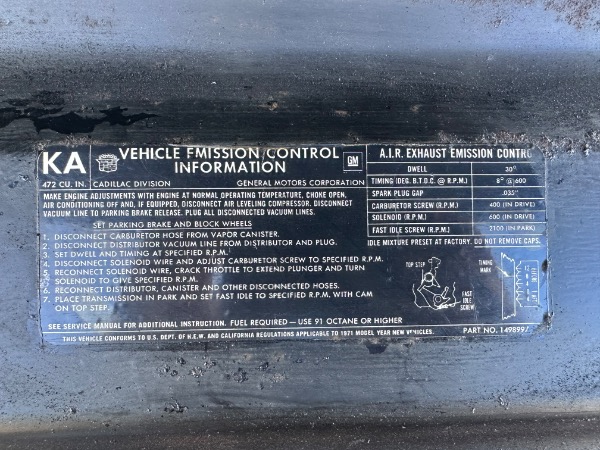 KA
VEHICLE EMISSION CONTROL
INFORMATION
GM
472 CU. IN. CADILLAC DIVISION GENERAL MOTORS CORPORATION
MAKE ENGINE ADJUSTMENTS WITH ENGINE AT NORMAL OPERATING TEMPERATURE, CHOKE OPEN,
AIR CONDITIONING OFF AND, IF EQUIPPED, DISCONNECT AIR LEVELING COMPRESSOR. DISCONNECT
VACUUM LINE TO PARKING BRAKE RELEASE. PLUG ALL DISCONNECTED VACUUM LINES.
SET PARKING BRAKE AND BLOCK WHEELS
1. DISCONNECT CARBURETOR HOSE FROM VAPOR CANISTER.
2. DISCONNECT DISTRIBUTOR VACUUM LINE FROM DISTRIBUTOR AND PLUG.
3. SET DWELL AND TIMING AT SPECIFIED R.P.M.
4. DISCONNECT SOLENOID WIRE AND ADJUST CARBURETOR SCREW TO SPECIFIED R.P.M.
5. RECONNECT SOLENOID WIRE, CRACK THROTTLE TO EXTEND PLUNGER AND TURN
SOLENOID TO GIVE SPECIFIED R.P.M.
6. RECONNECT DISTRIBUTOR, CANISTER AND OTHER DISCONNECTED HOSES.
7. PLACE TRANSMISSION IN PARK AND SET FAST IDLE TO SPECIFIED R.P.M. WITH CAM
ON TOP STEP.
SEE SERVICE MANUAL FOR ADDITIONAL INSTRUCTION. FUEL REQUIRED — USE 91 OCTANE OR HIGHER
A.I.R. EXHAUST EMISSION CONTRO
DWELL 30°
TIMING (DEG. B.T.D.C. @ R.P.M.) 8° @ 600
SPARK PLUG GAP .035"
CARBURETOR SCREW (R.P.M.) 400 (IN DRIVE)
SOLENOID (R.P.M.) 600 (IN DRIVE)
FAST IDLE SCREW (R.P.M.) 2100 (IN PARK)
IDLE MIXTURE PRESET AT FACTORY. DO NOT REMOVE CAPS.
TOP STEP
FAST
IDLE
SCREW
TIMING
MARK
THIS VEHICLE CONFORMS TO U.S. DEPT. OF H.E.W. AND CALIFORNIA REGULATIONS APPLICABLE TO 1971 MODEL YEAR NEW VEHICLES.
PART NO. 149899